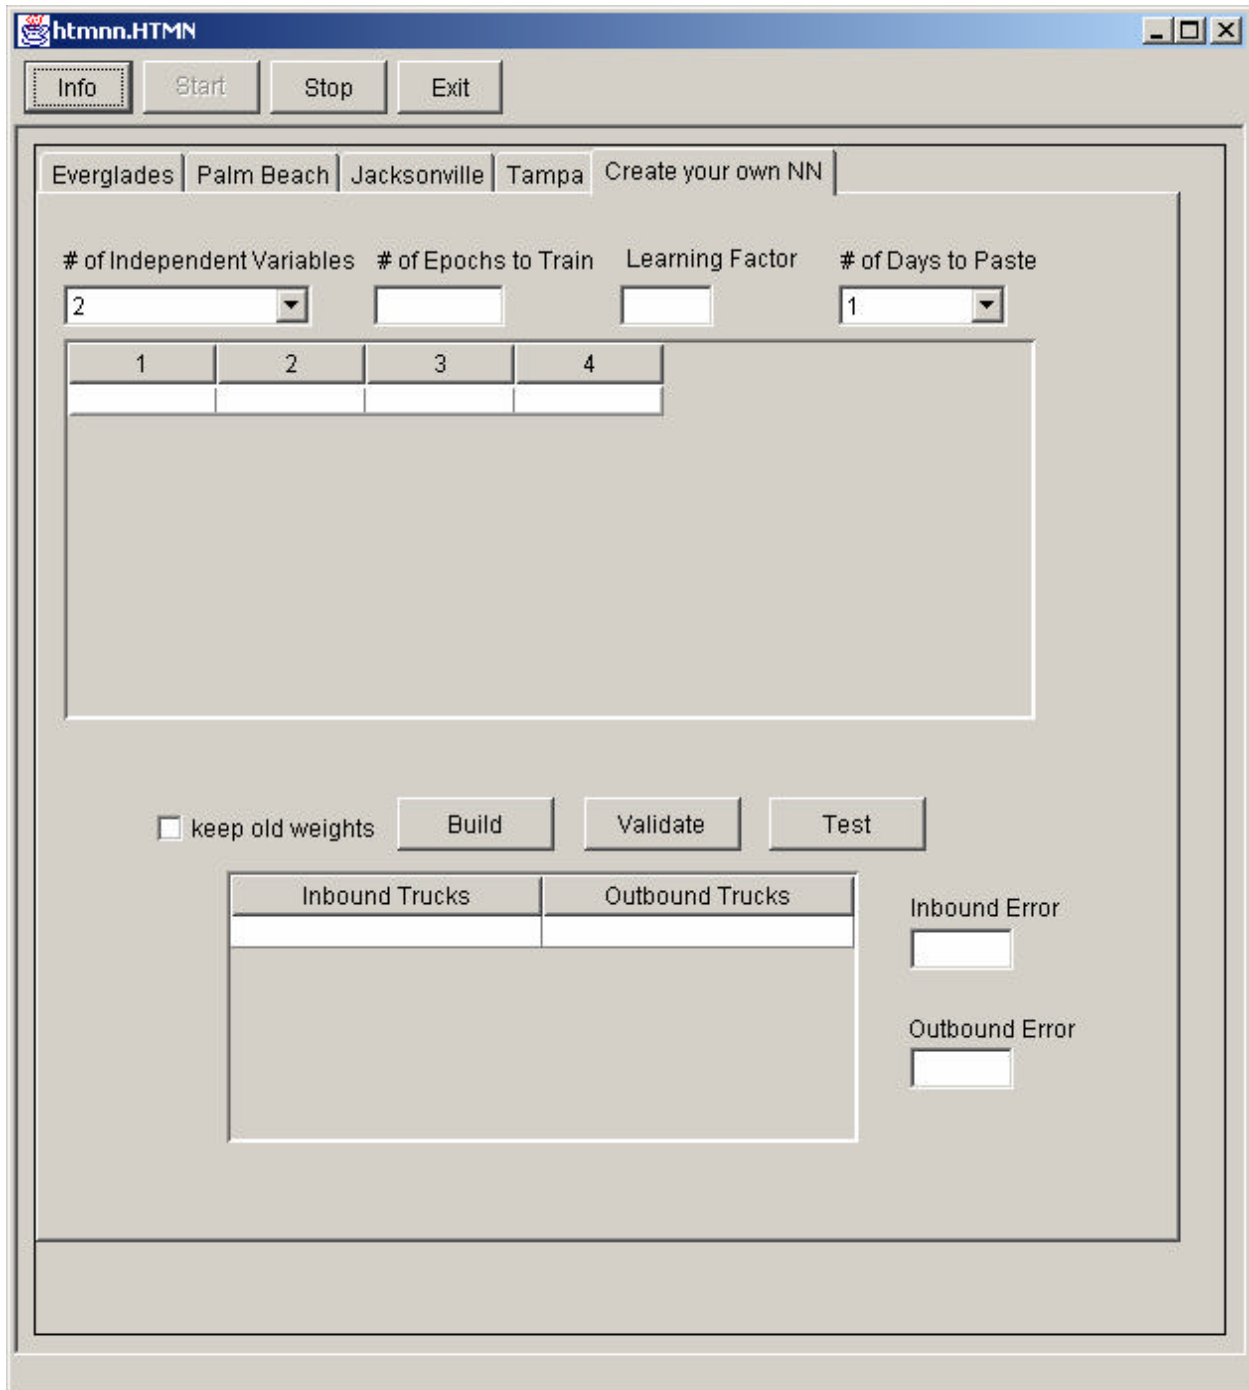 htmnn.HTMN
Info Start Stop Exit
Everglades Palm Beach Jacksonville Tampa Create your own NN
# of Independent Variables # of Epochs to Train Learning Factor # of Days to Paste
2 1
1 2 3 4
keep old weights Build Validate Test
Inbound Trucks Outbound Trucks
Inbound Error
Outbound Error